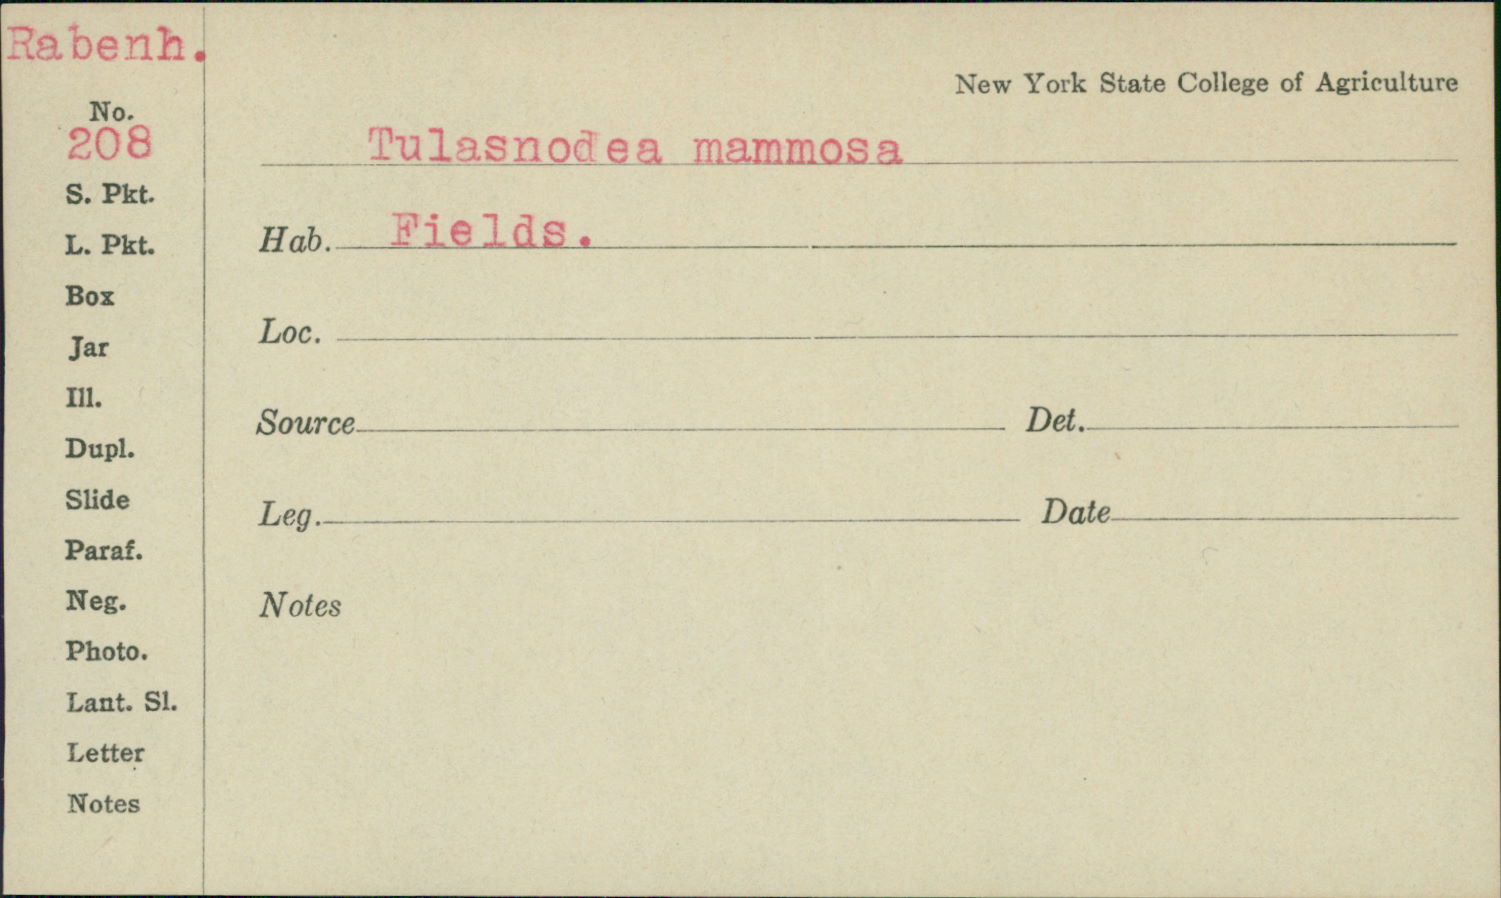 Rabenh.
No.
208
S. Pkt.
L. Pkt.
Box
Jar
Ill.
Dupl.
Slide
Paraf.
Neg.
Photo.
Lant. Sl.
Letter
Notes
New York State College of Agriculture
Tulasnodea mammosa
Hab. Fields.
Loc.
Source Det.
Leg. Date
Notes